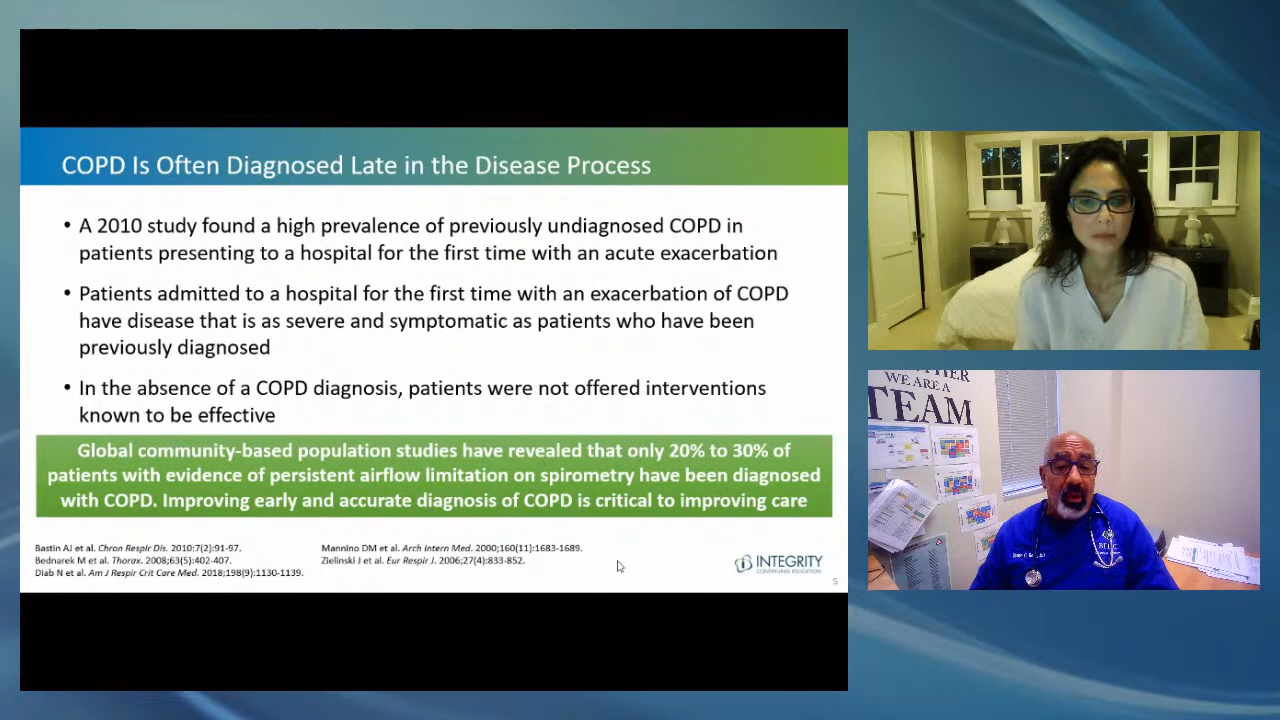 COPD Is Often Diagnosed Late in the Disease Process
• A 2010 study found a high prevalence of previously undiagnosed COPD in
patients presenting to a hospital for the first time with an acute exacerbation
• Patients admitted to a hospital for the first time with an exacerbation of COPD
have disease that is as severe and symptomatic as patients who have been
previously diagnosed
• In the absence of a COPD diagnosis, patients were not offered interventions
known to be effective
Global community-based population studies have revealed that only 20% to 30% of
patients with evidence of persistent airflow limitation on spirometry have been diagnosed
with COPD. Improving early and accurate diagnosis of COPD is critical to improving care
Bastin AJ et al. Chron Respir Dis. 2010:7(2):91-97.
Bednarek M et al. Thorax. 2008;63(5):402-407.
Diab N et al. Am J Respir Crit Care Med. 2018;198(9):1130-1139.
Mannino DM et al. Arch Intern Med. 2000;160(11):1683-1689.
Zielinski J et al. Eur Respir J. 2006;27(4):833-852.
INTEGRITY
CONTINUING EDUCATION
5
WE ARE A
TEAM